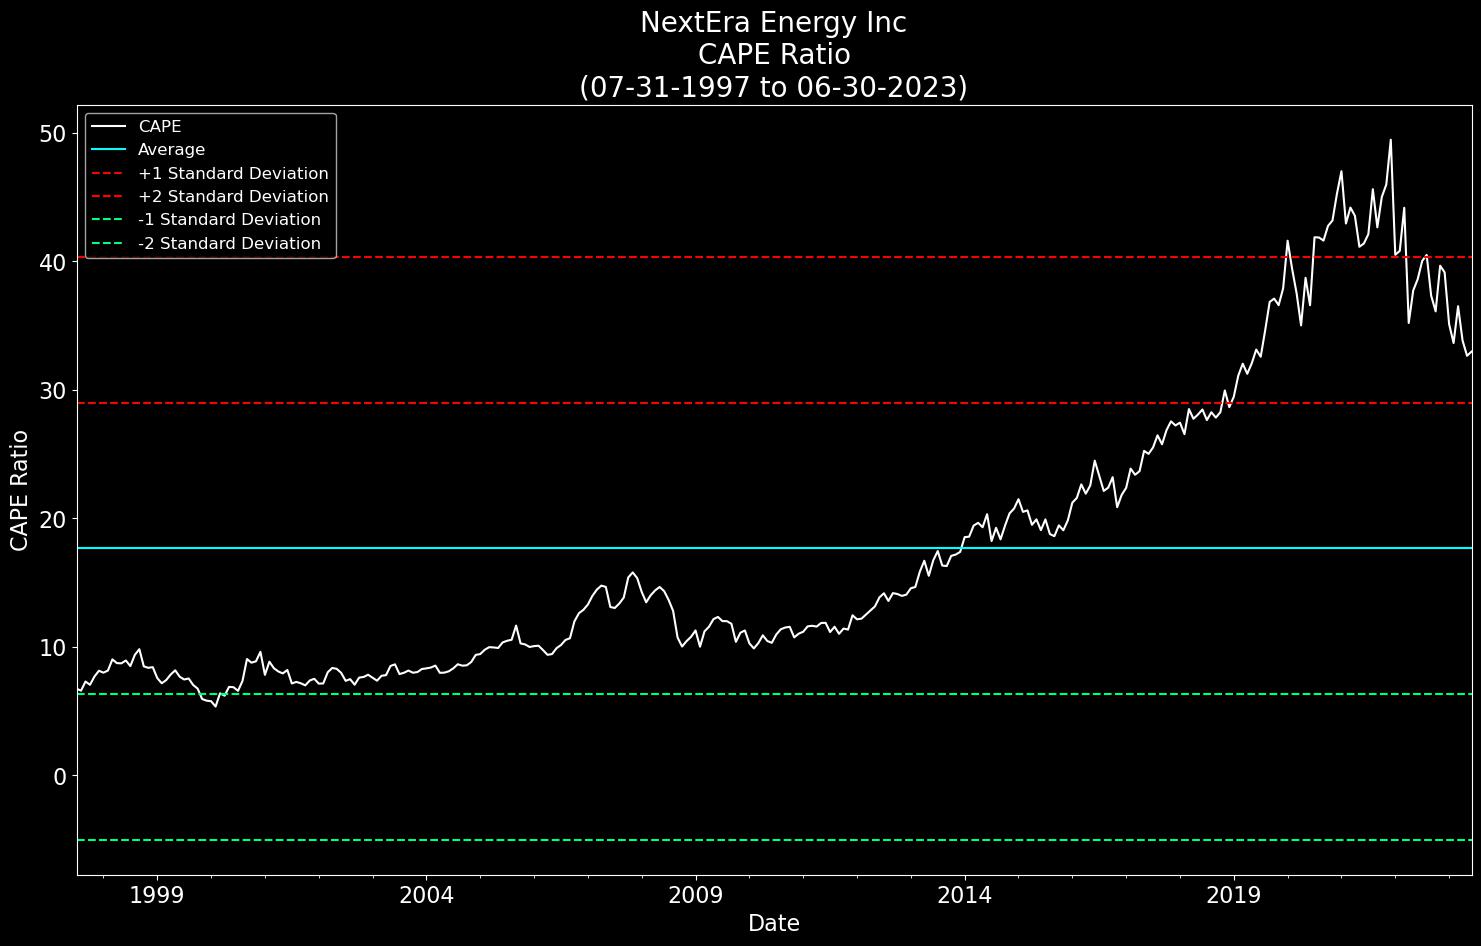 NextEra Energy Inc
CAPE Ratio
(07-31-1997 to 06-30-2023)
CAPE
Average
+1 Standard Deviation
+2 Standard Deviation
-1 Standard Deviation
-2 Standard Deviation
CAPE Ratio
50
40
30
20
10
0
1999
2004
2009
2014
2019
Date